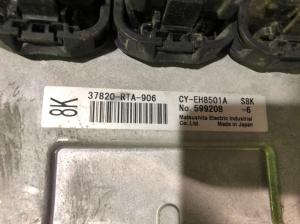 8K
37820-RTA-906
CY-EH8501A S8K
No.599208 -6
Matsushita Electric Industrial
Co.,Ltd. Made in Japan